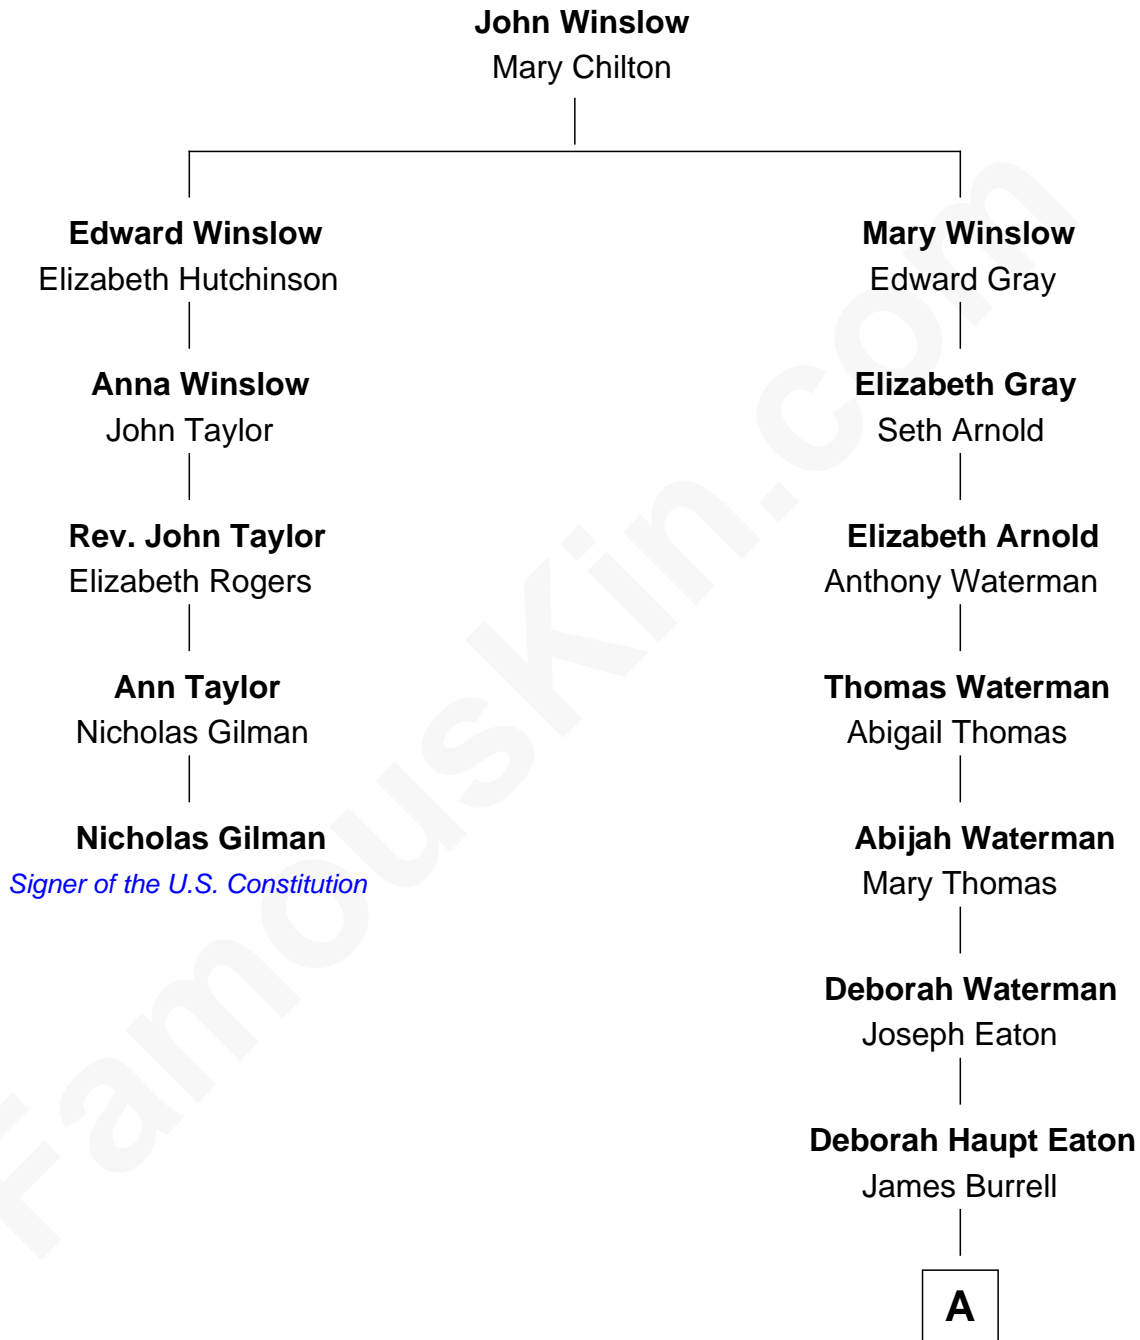 John Winslow
Mary Chilton
Edward Winslow
Elizabeth Hutchinson
Anna Winslow
John Taylor
Rev. John Taylor
Elizabeth Rogers
Ann Taylor
Nicholas Gilman
Nicholas Gilman
Signer of the U.S. Constitution
Mary Winslow
Edward Gray
Elizabeth Gray
Seth Arnold
Elizabeth Arnold
Anthony Waterman
Thomas Waterman
Abigail Thomas
Abijah Waterman
Mary Thomas
Deborah Waterman
Joseph Eaton
Deborah Haupt Eaton
James Burrell
A
FamousKin.com